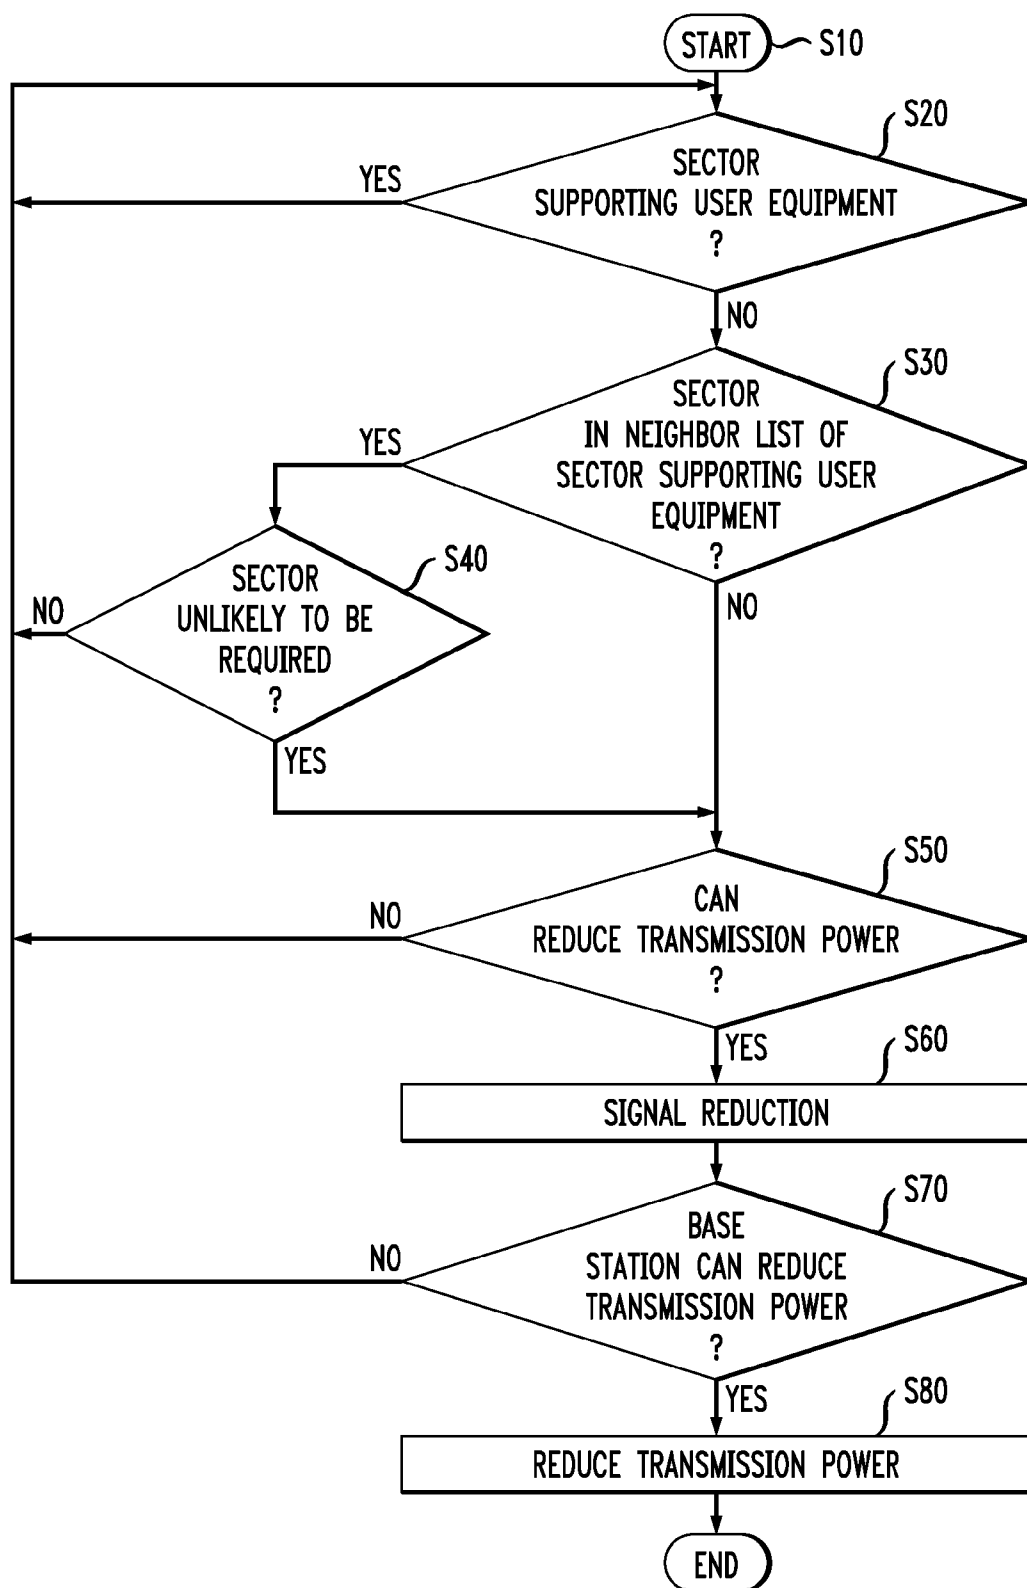 START
S10
S20
SECTOR
SUPPORTING USER EQUIPMENT
?
YES
NO
S30
SECTOR
IN NEIGHBOR LIST OF
SECTOR SUPPORTING USER
EQUIPMENT
?
YES
NO
S40
SECTOR
UNLIKELY TO BE
REQUIRED
?
NO
YES
S50
CAN
REDUCE TRANSMISSION POWER
?
NO
YES
S60
SIGNAL REDUCTION
S70
BASE
STATION CAN REDUCE
TRANSMISSION POWER
?
NO
YES
S80
REDUCE TRANSMISSION POWER
END